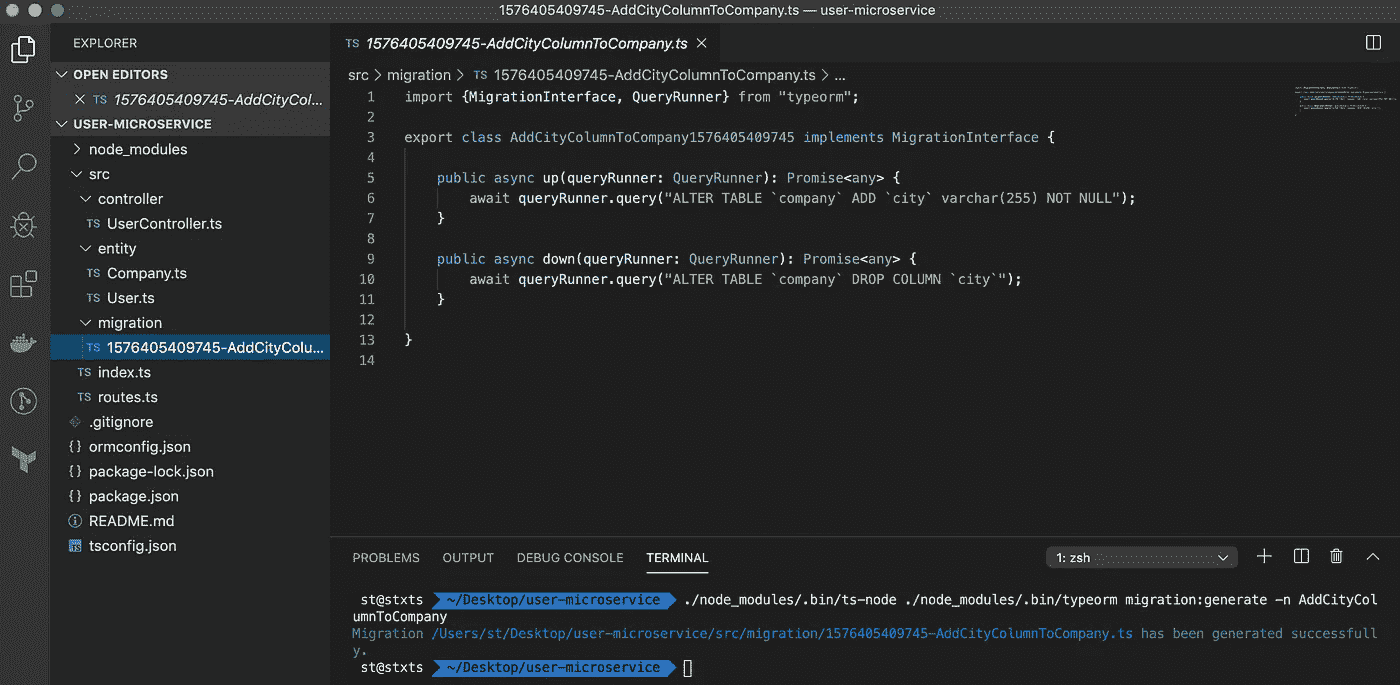 1576405409745-AddCityColumnToCompany.ts — user-microservice
EXPLORER
OPEN EDITORS
TS 1576405409745-AddCityCol...
USER-MICROSERVICE
node_modules
src
controller
TS UserController.ts
entity
TS Company.ts
TS User.ts
migration
TS 1576405409745-AddCityColu...
TS index.ts
TS routes.ts
.gitignore
{} ormconfig.json
{} package-lock.json
{} package.json
README.md
TS tsconfig.json
TS 1576405409745-AddCityColumnToCompany.ts
src > migration > TS 1576405409745-AddCityColumnToCompany.ts > ...
1 import {MigrationInterface, QueryRunner} from "typeorm";
2
3 export class AddCityColumnToCompany1576405409745 implements MigrationInterface {
4
5 public async up(queryRunner: QueryRunner): Promise<any> {
6 await queryRunner.query("ALTER TABLE `company` ADD `city` varchar(255) NOT NULL");
7 }
8
9 public async down(queryRunner: QueryRunner): Promise<any> {
10 await queryRunner.query("ALTER TABLE `company` DROP COLUMN `city`");
11 }
12
13 }
14
PROBLEMS OUTPUT DEBUG CONSOLE TERMINAL 1: zsh
st@stxts ~/Desktop/user-microservice ./node_modules/.bin/ts-node ./node_modules/.bin/typeorm migration:generate -n AddCityCol
umnToCompany
Migration /Users/st/Desktop/user-microservice/src/migration/1576405409745-AddCityColumnToCompany.ts has been generated successfull
y.
st@stxts ~/Desktop/user-microservice